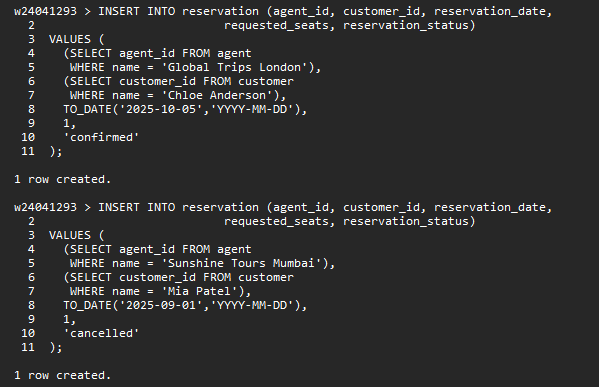 w24041293 > INSERT INTO reservation (agent_id, customer_id, reservation_date,
2 requested_seats, reservation_status)
3 VALUES (
4 (SELECT agent_id FROM agent
5 WHERE name = 'Global Trips London'),
6 (SELECT customer_id FROM customer
7 WHERE name = 'Chloe Anderson'),
8 TO_DATE('2025-10-05','YYYY-MM-DD'),
9 1,
10 'confirmed'
11 );
1 row created.
w24041293 > INSERT INTO reservation (agent_id, customer_id, reservation_date,
2 requested_seats, reservation_status)
3 VALUES (
4 (SELECT agent_id FROM agent
5 WHERE name = 'Sunshine Tours Mumbai'),
6 (SELECT customer_id FROM customer
7 WHERE name = 'Mia Patel'),
8 TO_DATE('2025-09-01','YYYY-MM-DD'),
9 1,
10 'cancelled'
11 );
1 row created.